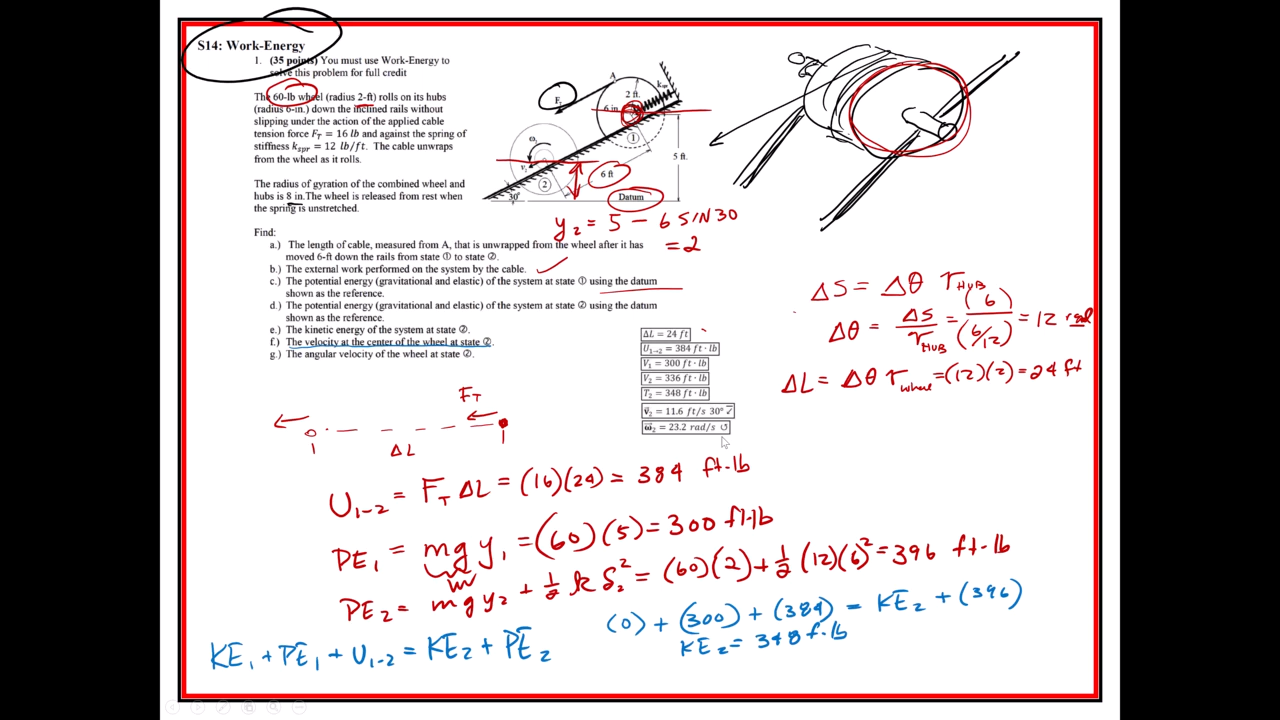 S14: Work-Energy
1. (35 points) You must use Work-Energy to
solve this problem for full credit
The 60-lb wheel (radius 2-ft) rolls on its hubs
(radius 6-in.) down the inclined rails without
slipping under the action of the applied cable
tension force F_T = 16 lb and against the spring of
stiffness k_spr = 12 lb/ft. The cable unwraps
from the wheel as it rolls.
The radius of gyration of the combined wheel and
hubs is 8 in.The wheel is released from rest when
the spring is unstretched.
A
F_T
2 ft.
k_spr
6 in
1
ω
v
2
6 ft
5 ft.
30°
Datum
y₂ = 5 - 6 SIN 30
= 2
Find:
a.) The length of cable, measured from A, that is unwrapped from the wheel after it has
moved 6-ft down the rails from state ① to state ②.
b.) The external work performed on the system by the cable.
c.) The potential energy (gravitational and elastic) of the system at state ① using the datum
shown as the reference.
d.) The potential energy (gravitational and elastic) of the system at state ② using the datum
shown as the reference.
e.) The kinetic energy of the system at state ②.
f.) The velocity at the center of the wheel at state ②.
g.) The angular velocity of the wheel at state ②.
ΔL = 24 ft
U₁→₂ = 384 ft · lb
V₁ = 300 ft · lb
V₂ = 336 ft · lb
T₂ = 348 ft · lb
v⃗₂ = 11.6 ft/s 30°
ω⃗₂ = 23.2 rad/s ↺
ΔS = Δθ r_HUB
Δθ = ΔS / r_HUB = (6) / (6/12) = 12 rad
ΔL = Δθ r_wheel = (12)(2) = 24 ft
F_T
1 ΔL 1
U₁₋₂ = F_T ΔL = (16)(24) = 384 ft-lb
PE₁ = mg y₁ = (60)(5) = 300 ft-lb
W
PE₂ = mg y₂ + ½ k δ₂² = (60)(2) + ½ (12)(6)² = 396 ft-lb
(0) + (300) + (384) = KE₂ + (396)
KE₁ + PE₁ + U₁₋₂ = KE₂ + PE₂
KE₂ = 348 f-lb